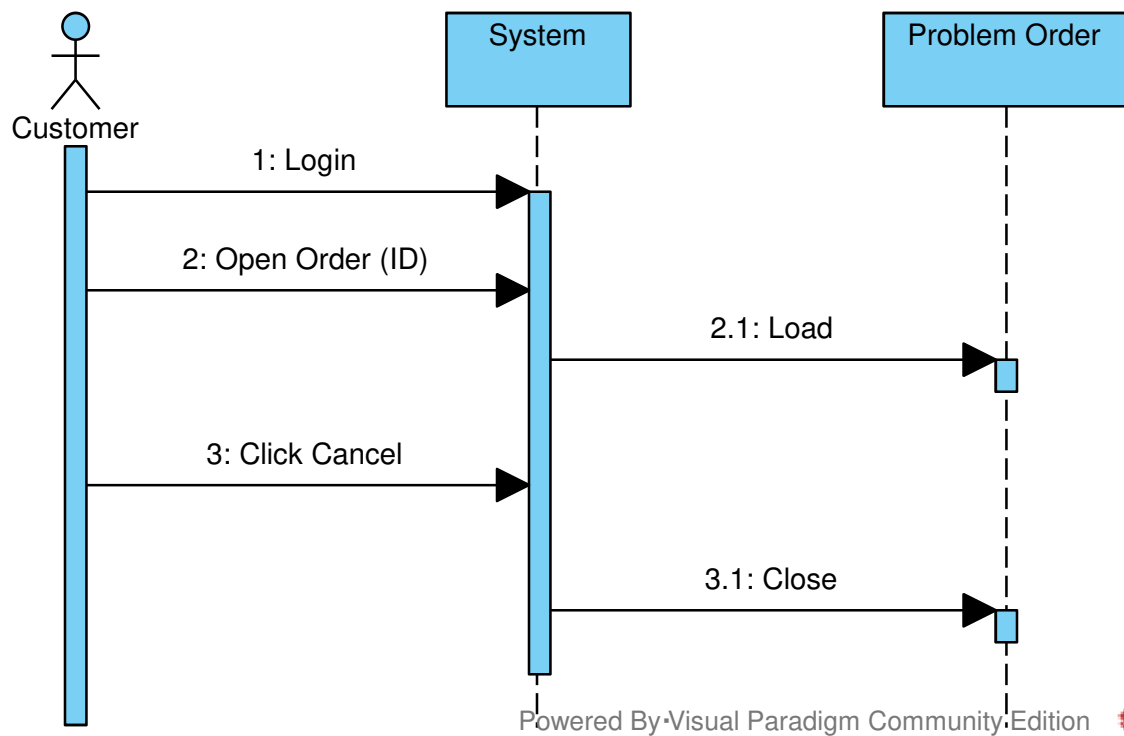 System
Problem Order
Customer
1: Login
2: Open Order (ID)
2.1: Load
3: Click Cancel
3.1: Close
Powered By Visual Paradigm Community Edition